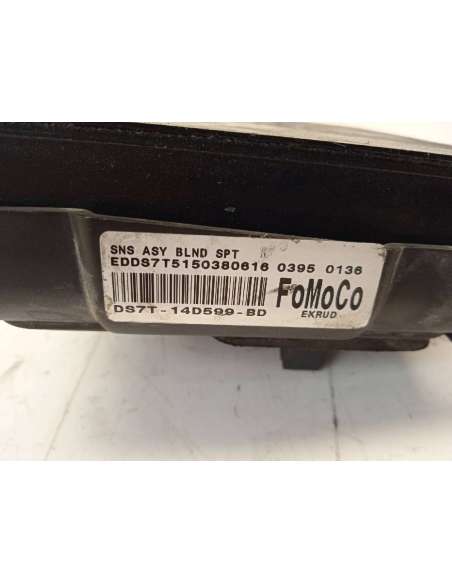 SNS ASY BLND SPT
EDDS7T5150380616 0395 0136
FoMoCo
DS7T-14D599-BD
EKRUD